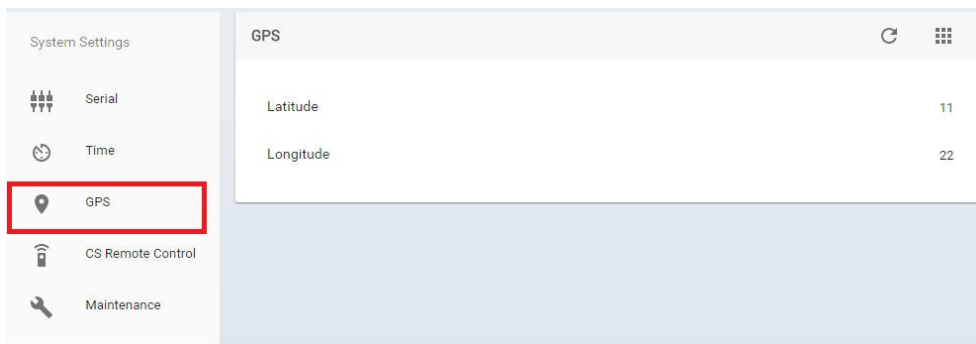 System Settings
Serial
Time
GPS
CS Remote Control
Maintenance
GPS
Latitude 11
Longitude 22